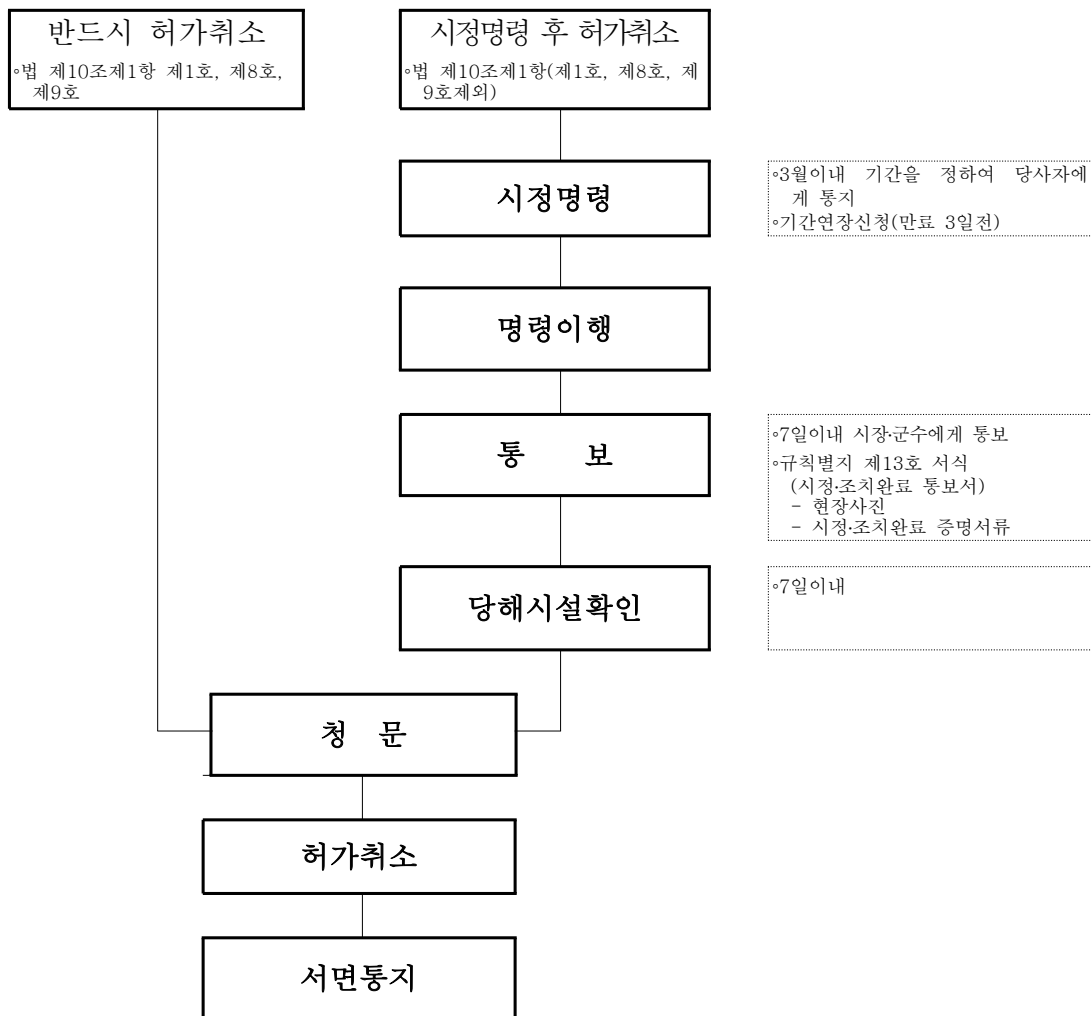 반드시 허가취소
◦법 제10조제1항 제1호, 제8호,
제9호
시정명령 후 허가취소
◦법 제10조제1항(제1호, 제8호, 제
9호제외)
시정명령
◦3월이내 기간을 정하여 당사자에
게 통지
◦기간연장신청(만료 3일전)
명령이행
통 보
◦7일이내 시장·군수에게 통보
◦규칙별지 제13호 서식
(시정·조치완료 통보서)
- 현장사진
- 시정·조치완료 증명서류
당해시설확인
◦7일이내
청 문
허가취소
서면통지